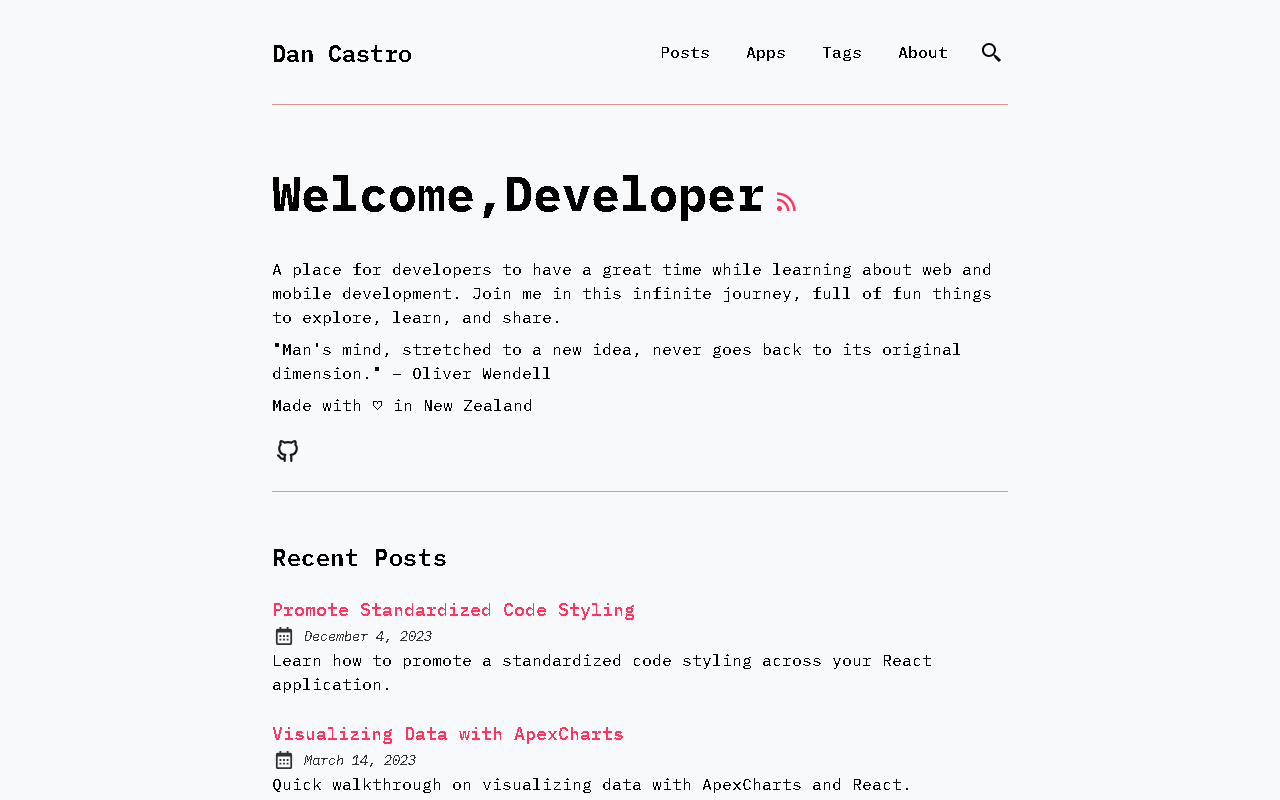 Dan Castro
Posts Apps Tags About
Welcome,Developer
A place for developers to have a great time while learning about web and
mobile development. Join me in this infinite journey, full of fun things
to explore, learn, and share.
"Man's mind, stretched to a new idea, never goes back to its original
dimension." – Oliver Wendell
Made with ♡ in New Zealand
Recent Posts
Promote Standardized Code Styling
December 4, 2023
Learn how to promote a standardized code styling across your React
application.
Visualizing Data with ApexCharts
March 14, 2023
Quick walkthrough on visualizing data with ApexCharts and React.